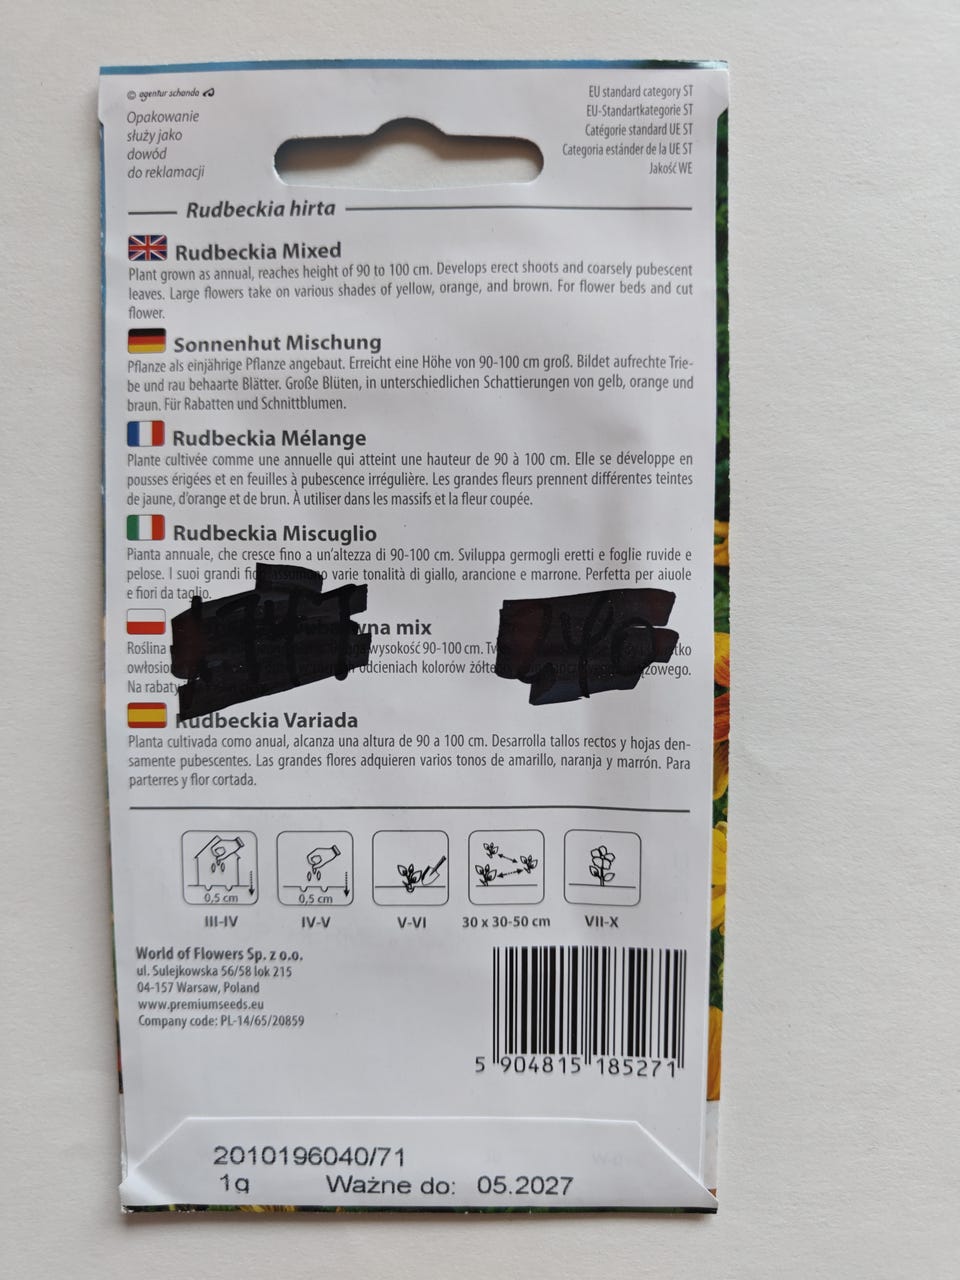 © agentur schanda
Opakowanie
służy jako
dowód
do reklamacji
EU standard category ST
EU-Standartkategorie ST
Catégorie standard UE ST
Categoria estánder de la UE ST
Jakość WE
Rudbeckia hirta
Rudbeckia Mixed
Plant grown as annual, reaches height of 90 to 100 cm. Develops erect shoots and coarsely pubescent
leaves. Large flowers take on various shades of yellow, orange, and brown. For flower beds and cut
flower.
Sonnenhut Mischung
Pflanze als einjährige Pflanze angebaut. Erreicht eine Höhe von 90-100 cm groß. Bildet aufrechte Trie-
be und rau behaarte Blätter. Große Blüten, in unterschiedlichen Schattierungen von gelb, orange und
braun. Für Rabatten und Schnittblumen.
Rudbeckia Mélange
Plante cultivée comme une annuelle qui atteint une hauteur de 90 à 100 cm. Elle se développe en
pousses érigées et en feuilles à pubescence irrégulière. Les grandes fleurs prennent différentes teintes
de jaune, d'orange et de brun. À utiliser dans les massifs et la fleur coupée.
Rudbeckia Miscuglio
Pianta annuale, che cresce fino a un'altezza di 90-100 cm. Sviluppa germogli eretti e foglie ruvide e
pelose. I suoi grandi varie tonalità di giallo, arancione e marrone. Perfetta per aiuole
e fiori da taglio.
mix
Roślina wysokość 90-100 cm.
odcieniach kolorów
Na rabaty
Rudbeckia Variada
Planta cultivada como anual, alcanza una altura de 90 a 100 cm. Desarrolla tallos rectos y hojas den-
samente pubescentes. Las grandes flores adquieren varios tonos de amarillo, naranja y marrón. Para
parterres y flor cortada.
0,5 cm
0,5 cm
III-IV IV-V V-VI 30 x 30-50 cm VII-X
World of Flowers Sp. z o.o.
ul. Sulejkowska 56/58 lok 215
04-157 Warsaw, Poland
www.premiumseeds.eu
Company code: PL-14/65/20859
5 904815 185271
2010196040/71
1g Ważne do: 05.2027